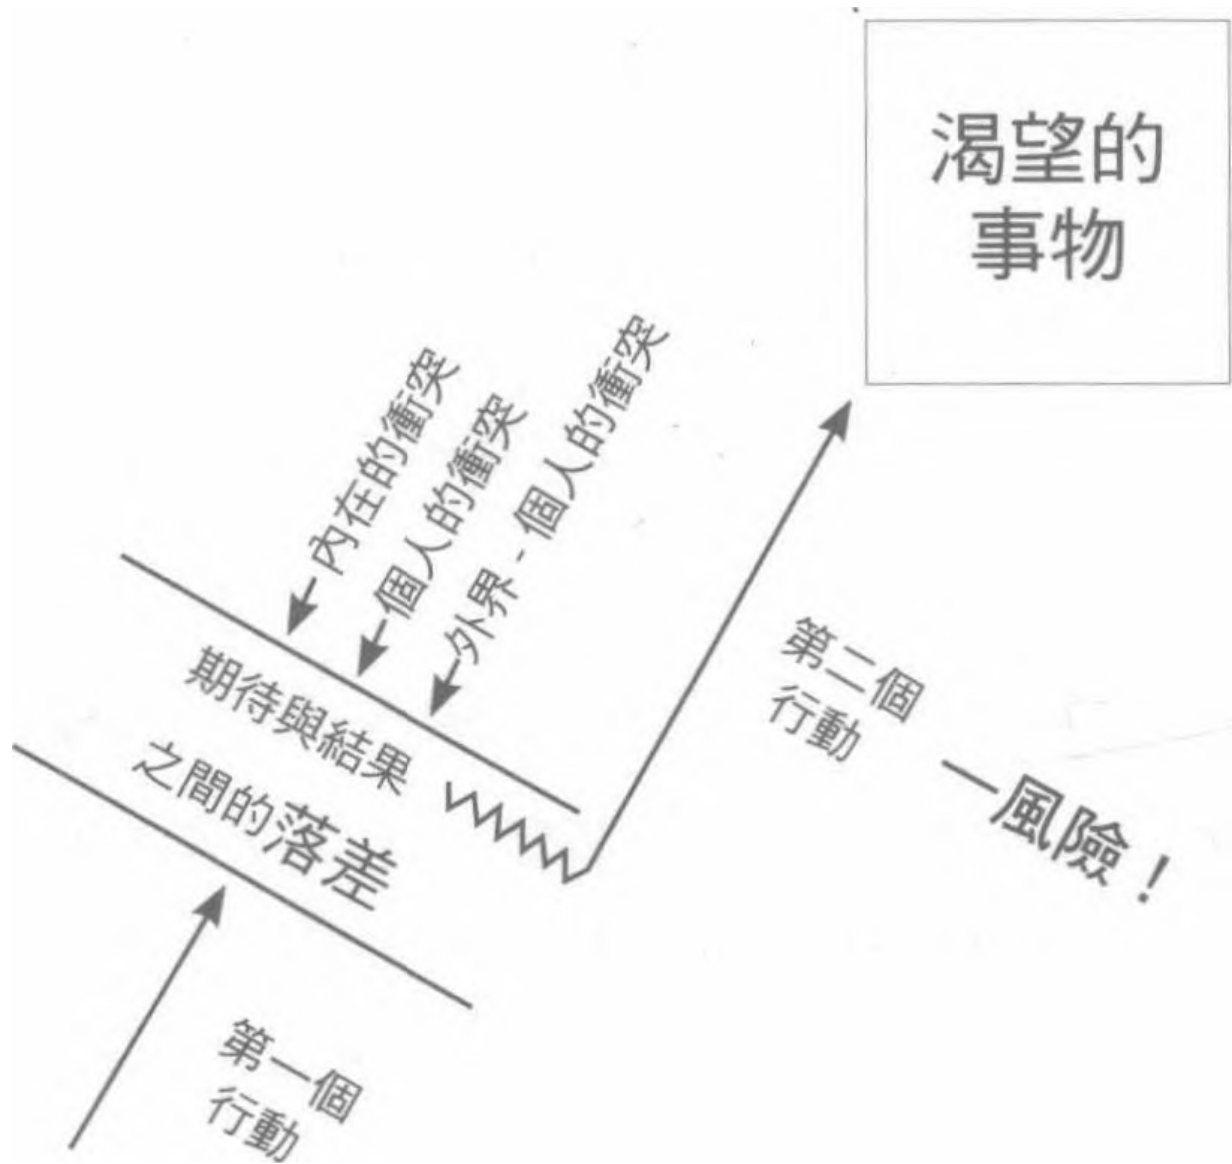 渴望的
事物
內在的衝突
個人的衝突
外界-個人的衝突
期待與結果
之間的落差
第二個
行動
—風險！
第一個
行動